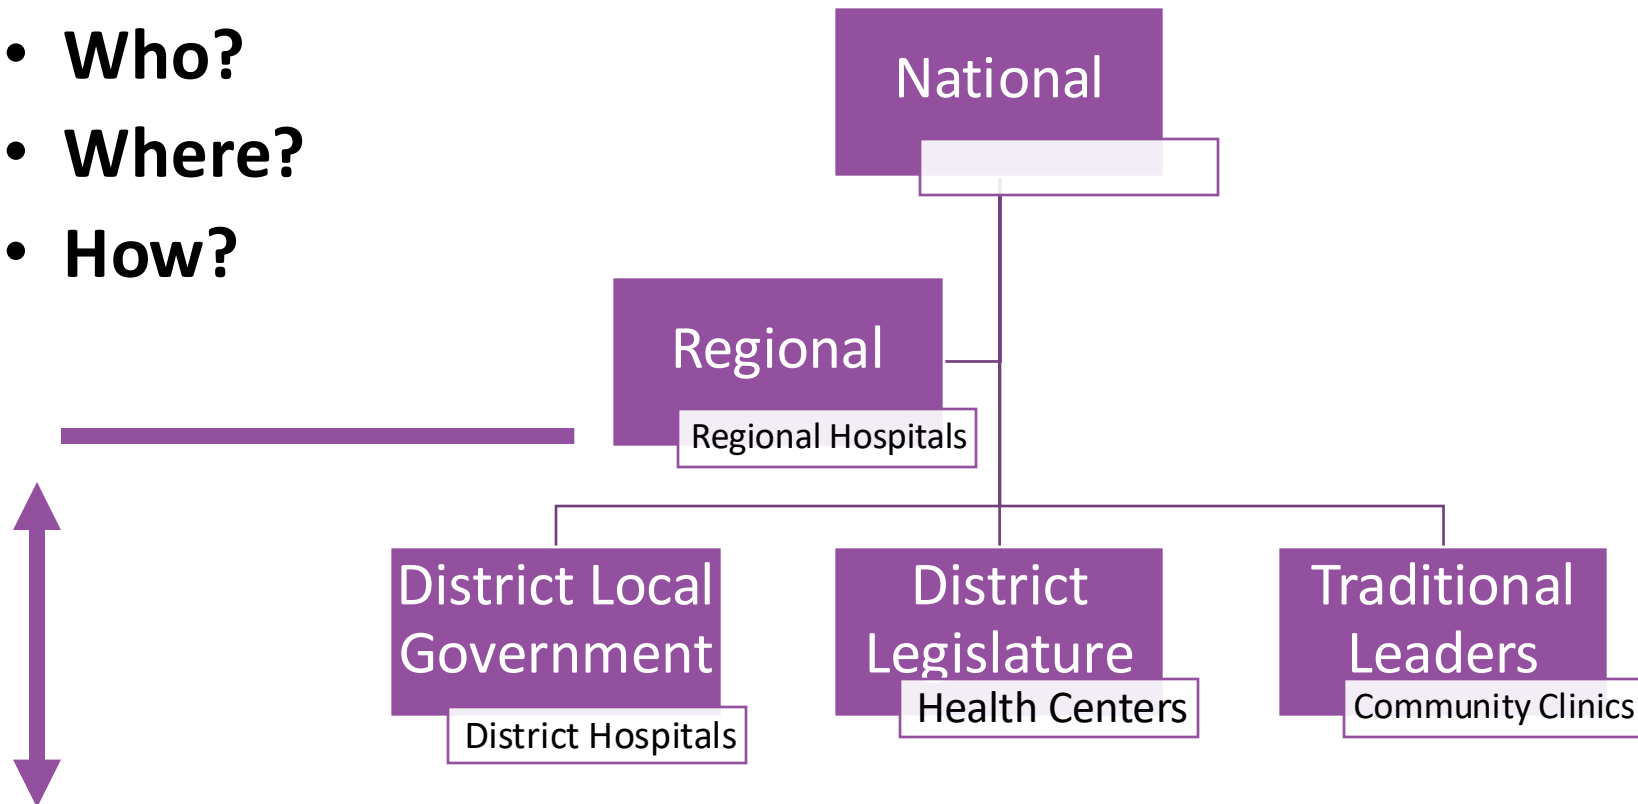 • Who?
• Where?
• How?
National
Regional
Regional Hospitals
District Local
Government
District Hospitals
District
Legislature
Health Centers
Traditional
Leaders
Community Clinics